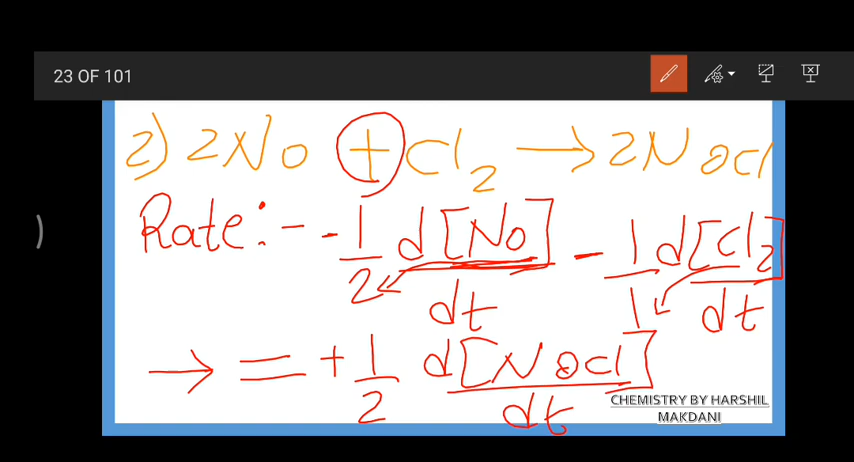 23 OF 101
2) 2No + Cl2 → 2Nocl
Rate:- -1/2 d[No]/dt - 1/1 d[Cl2]/dt
→ = +1/2 d[Nocl]/dt
CHEMISTRY BY HARSHIL
MAKDANI